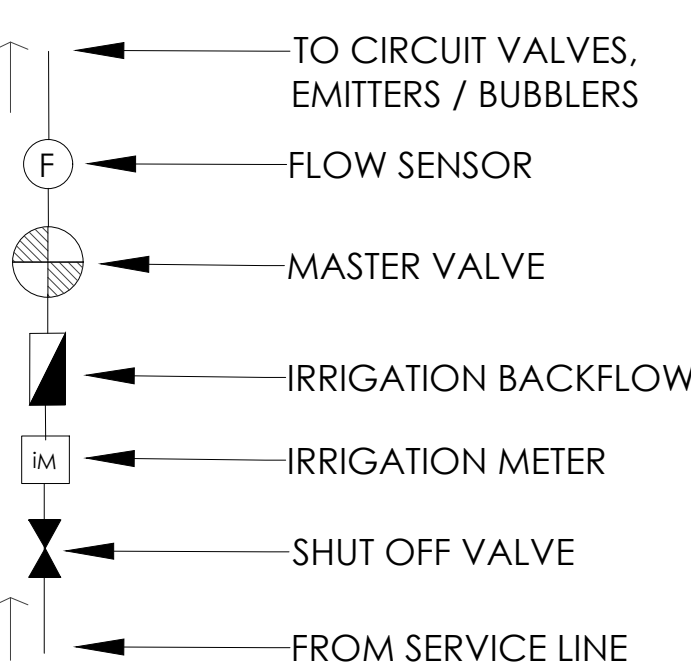 TO CIRCUIT VALVES,
EMITTERS / BUBBLERS
F
FLOW SENSOR
MASTER VALVE
IRRIGATION BACKFLOW
iM
IRRIGATION METER
SHUT OFF VALVE
FROM SERVICE LINE